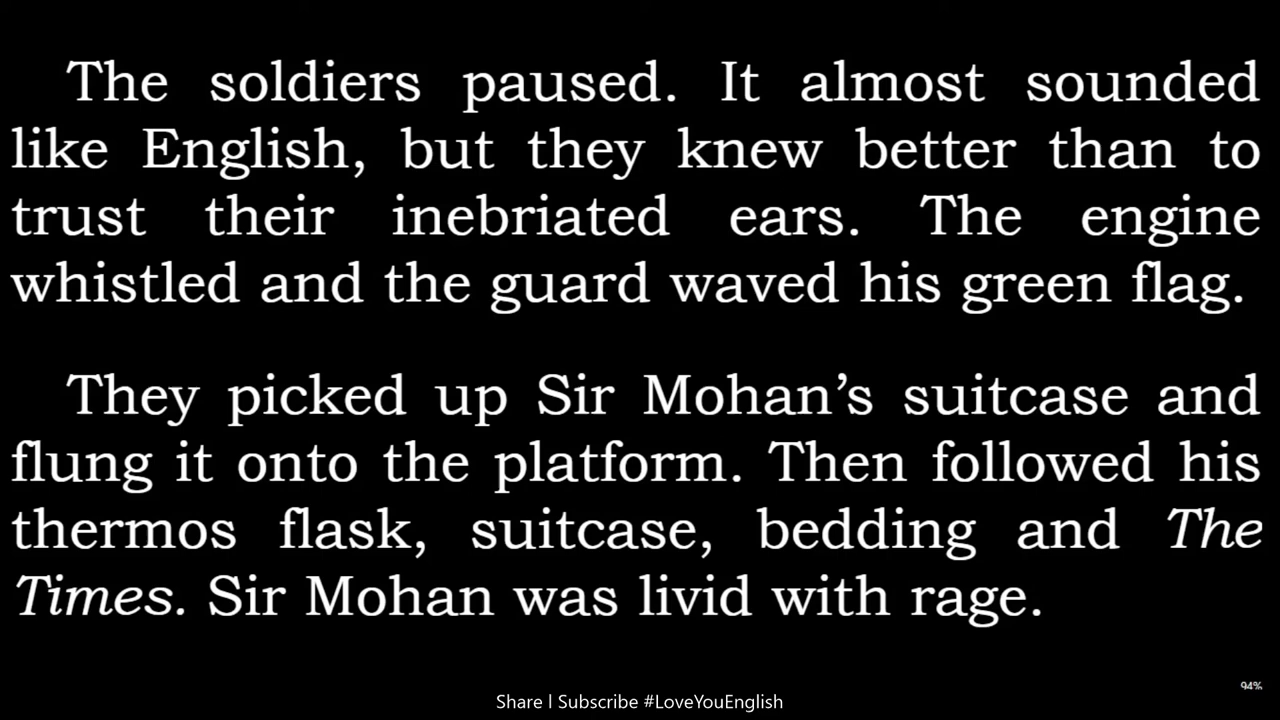 The soldiers paused. It almost sounded
like English, but they knew better than to
trust their inebriated ears. The engine
whistled and the guard waved his green flag.
They picked up Sir Mohan’s suitcase and
flung it onto the platform. Then followed his
thermos flask, suitcase, bedding and The
Times. Sir Mohan was livid with rage.
94%
Share | Subscribe #LoveYouEnglish